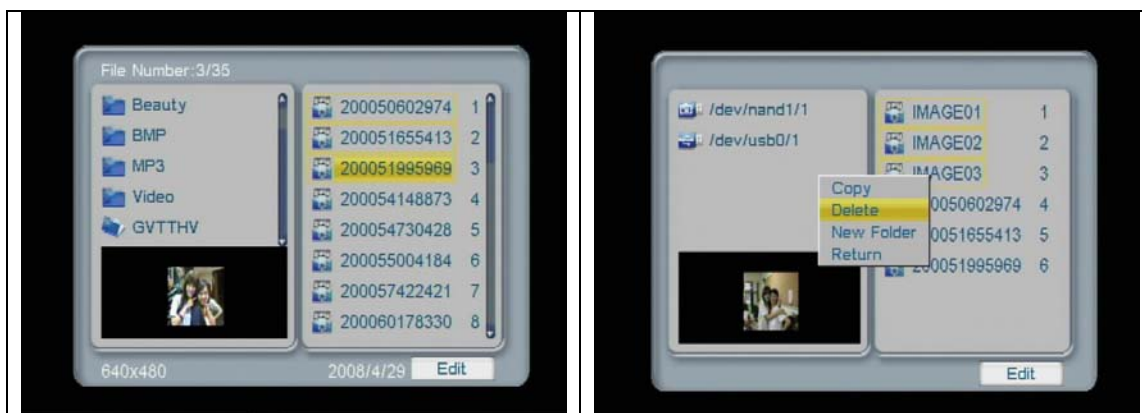 File Number:3/35
Beauty
BMP
MP3
Video
GVTTHV
200050602974 1
200051655413 2
200051995969 3
200054148873 4
200054730428 5
200055004184 6
200057422421 7
200060178330 8
640x480
2008/4/29
Edit
/dev/nand1/1
/dev/usb0/1
IMAGE01 1
IMAGE02 2
IMAGE03 3
0050602974 4
0051655413 5
200051995969 6
Copy
Delete
New Folder
Return
Edit